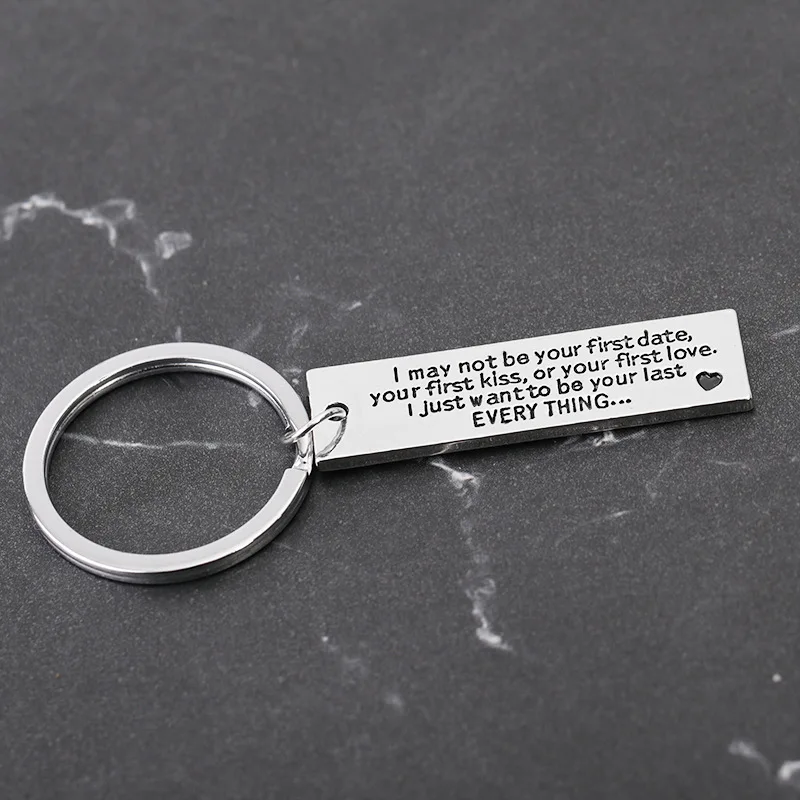 I may not be your first date,
your first kiss, or your first love.
I just want to be your last
EVERY THING...